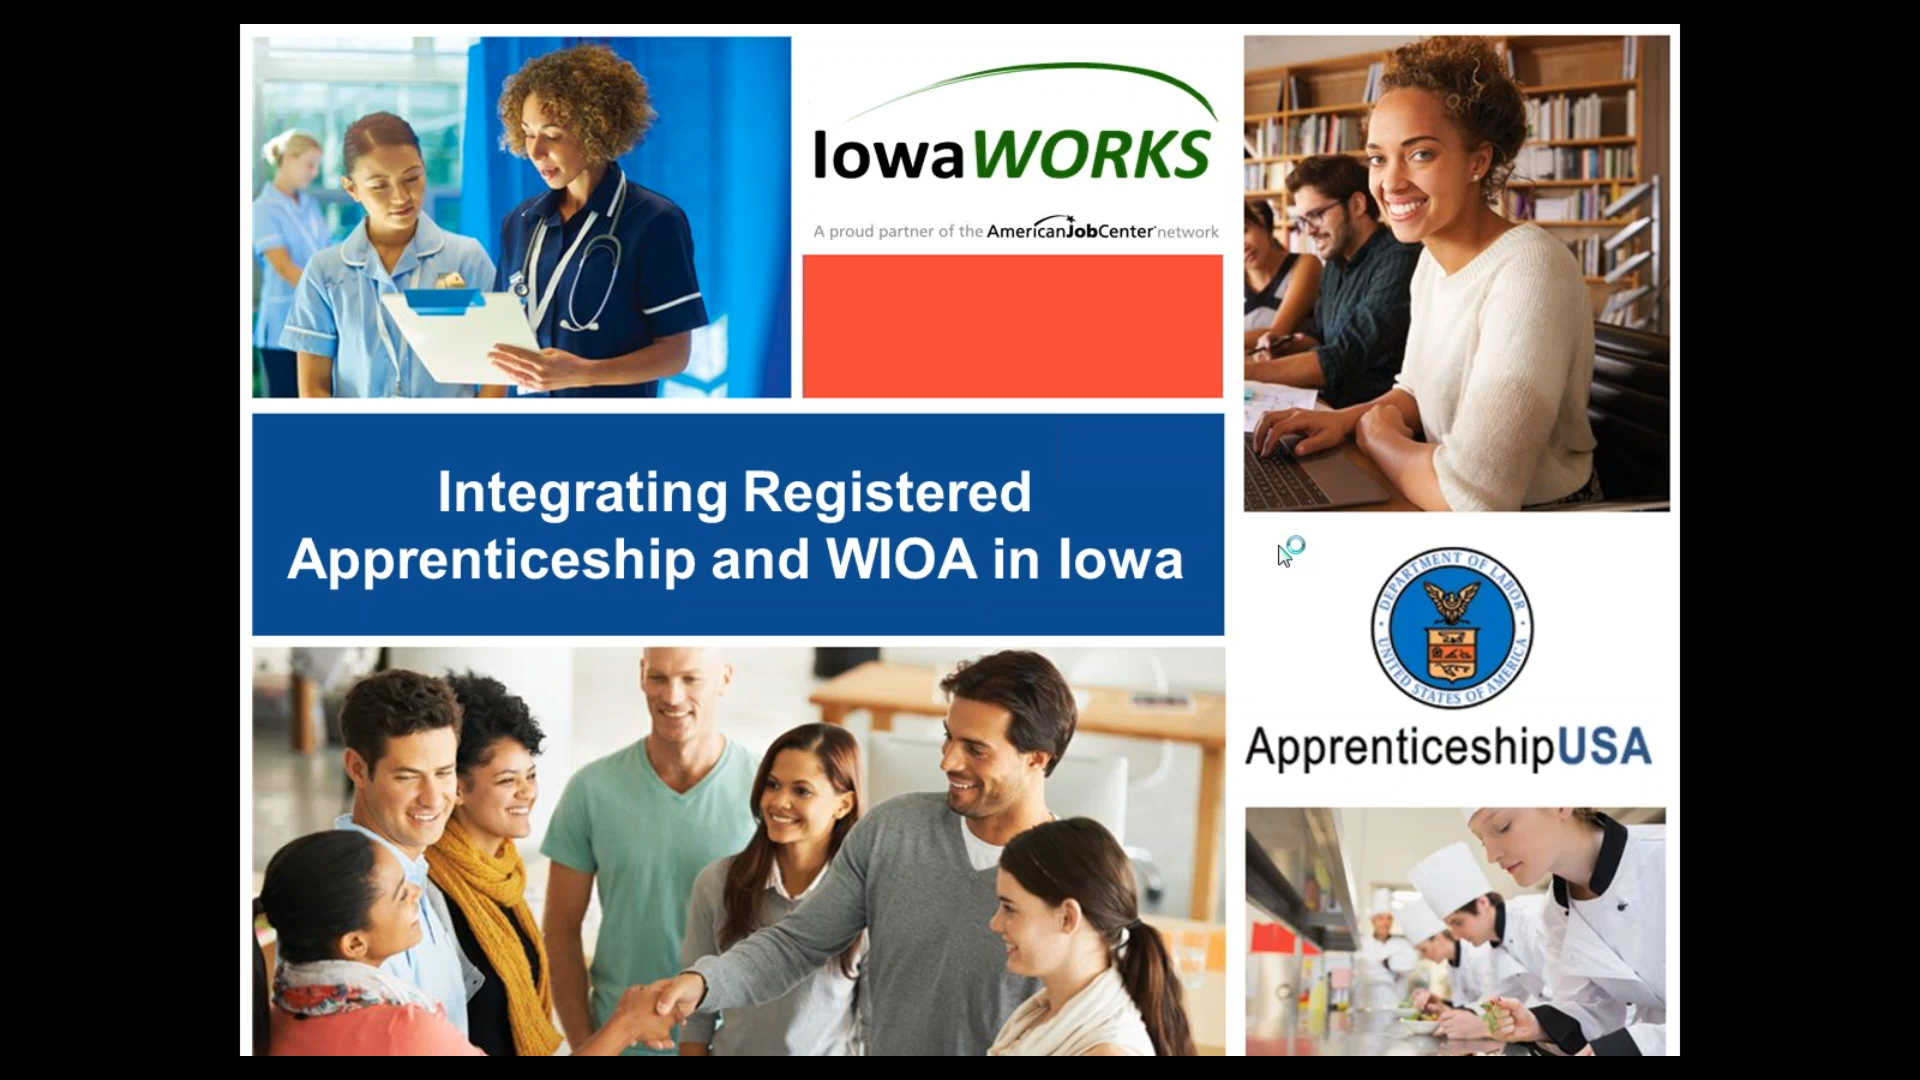 IowaWORKS
A proud partner of the AmericanJobCenter network
Integrating Registered
Apprenticeship and WIOA in Iowa
DEPARTMENT OF LABOR
UNITED STATES OF AMERICA
ApprenticeshipUSA